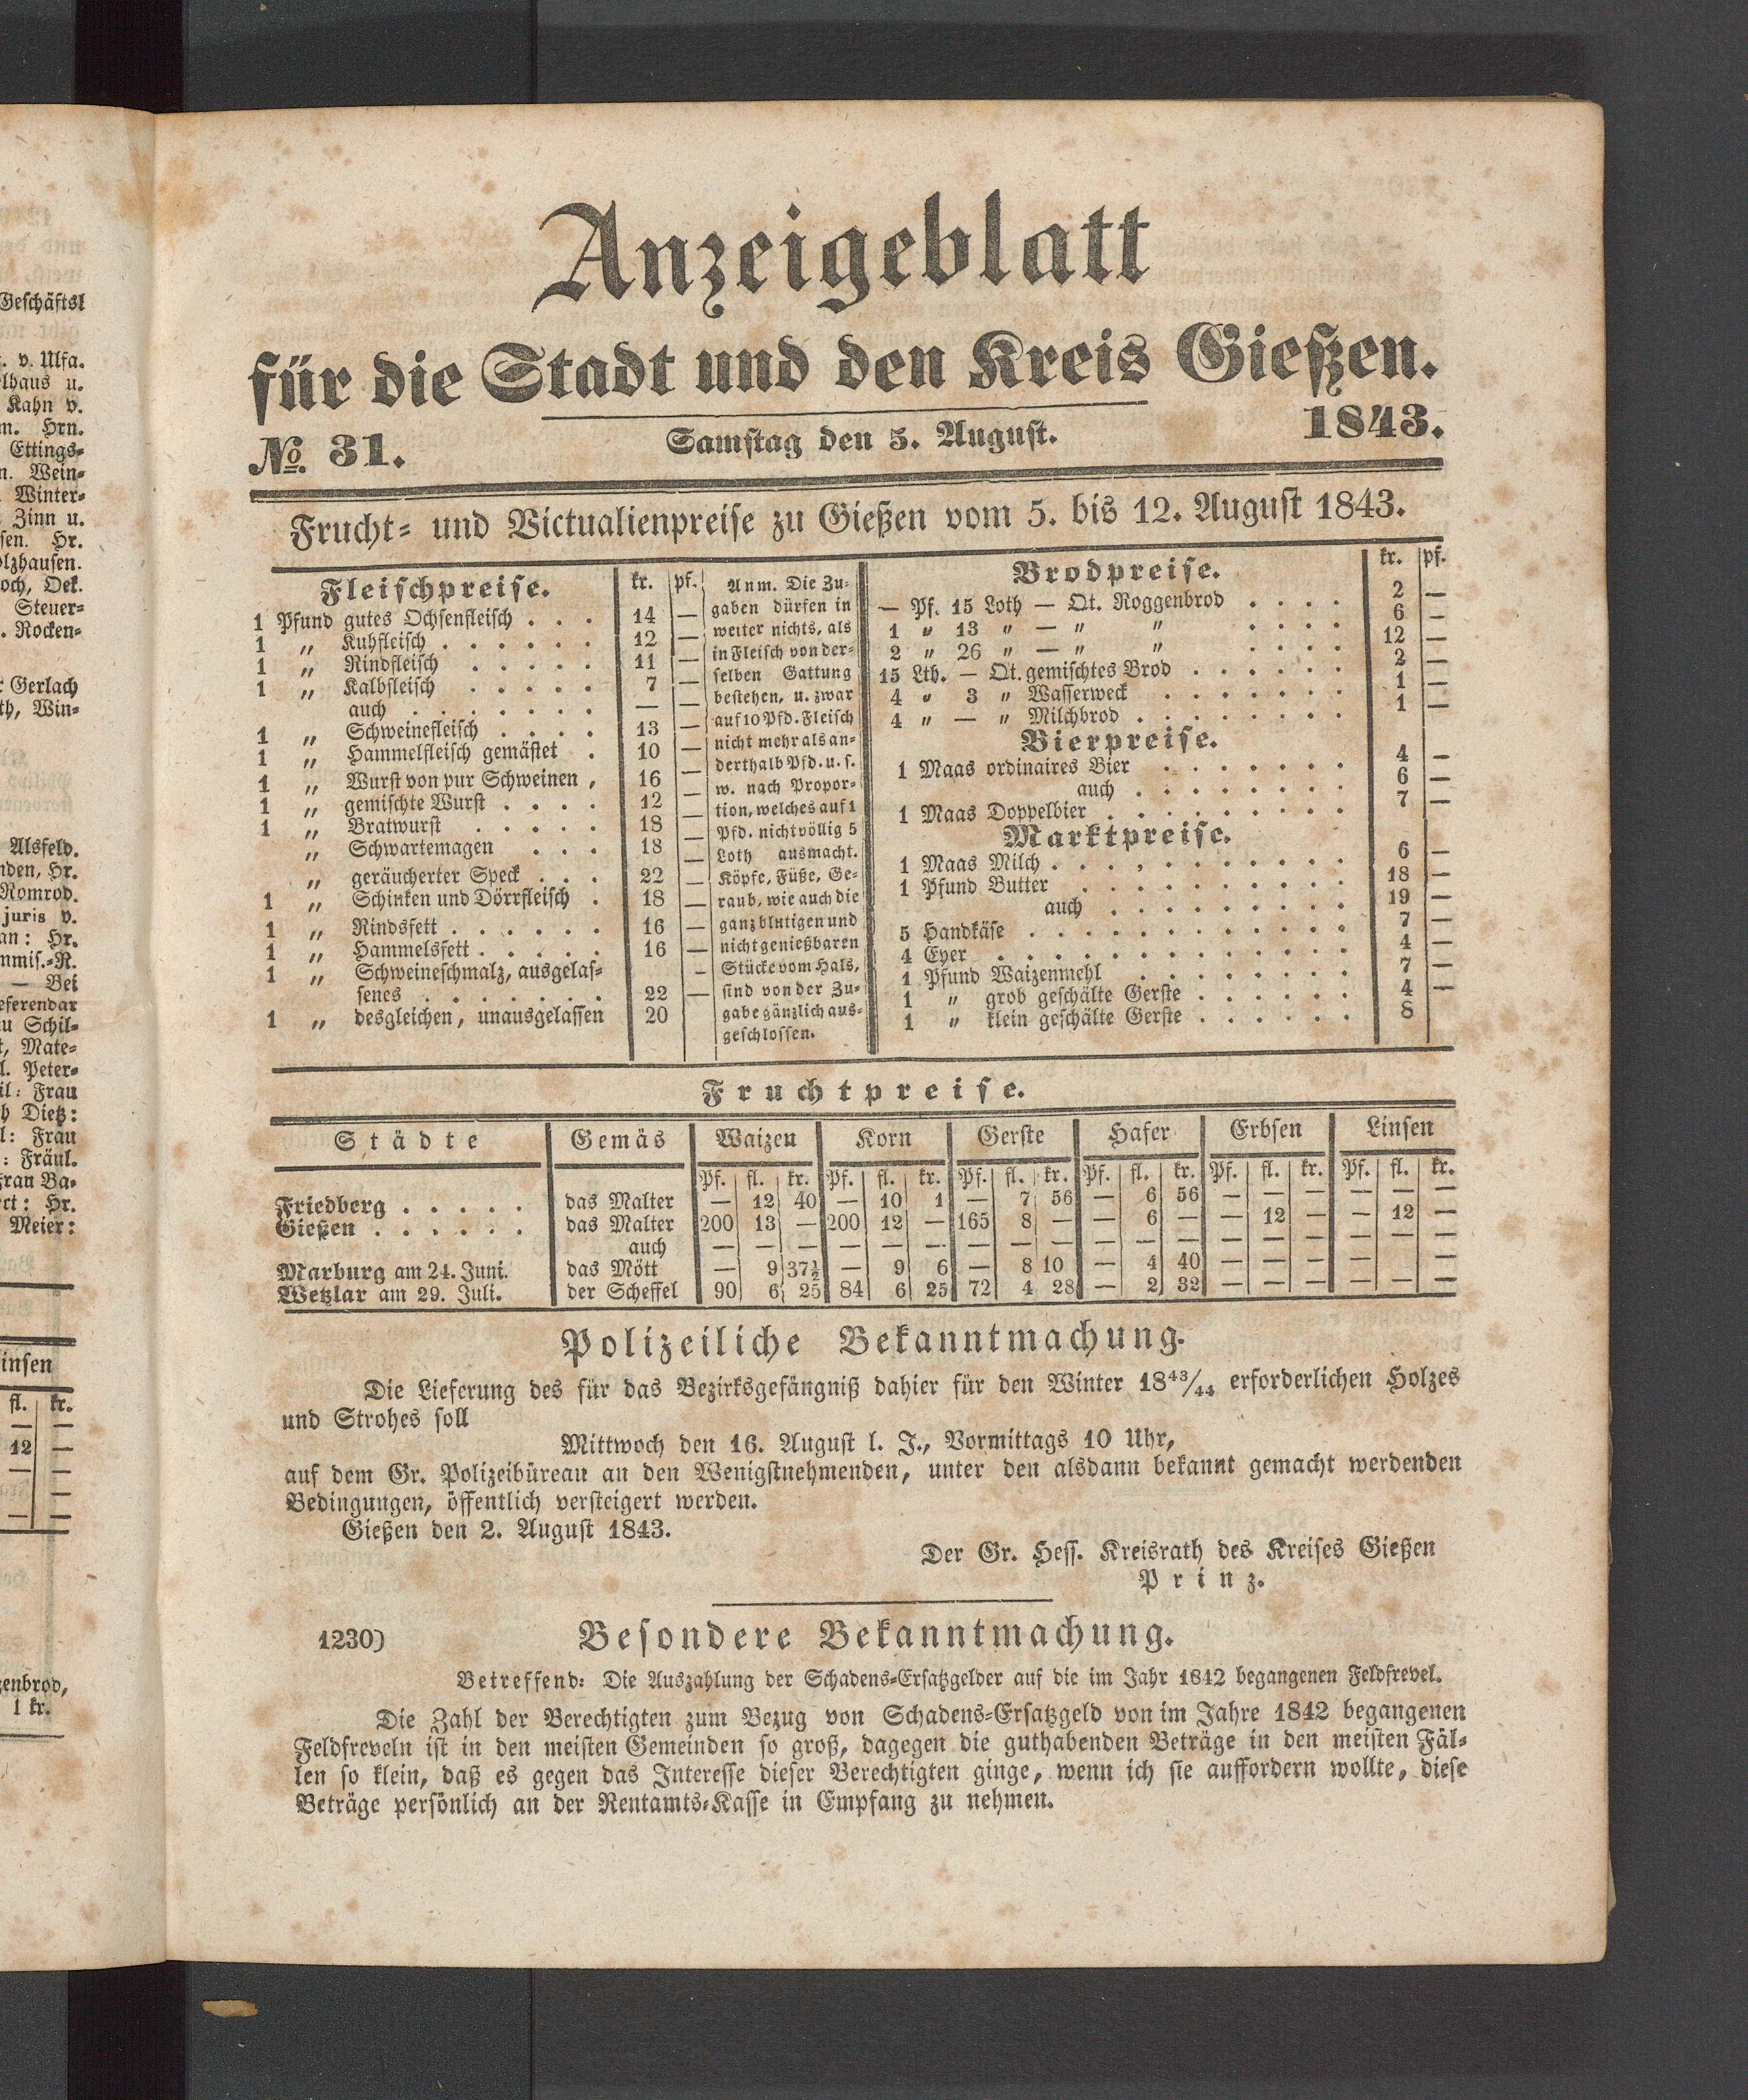 Anzeigeblatt
für die Stadt und den Kreis Gießen.
No. 31.
Samstag den 5. August.
1843.
Frucht- und Victualienpreise zu Gießen vom 5. bis 12. August 1843.
Fleischpreise. kr. pf.
1 Pfund gutes Ochsenfleisch . . . 14 —
1 „ Kuhfleisch . . . . . . 12 —
1 „ Rindfleisch . . . . . 11 —
1 „ Kalbfleisch . . . . . 7 —
auch . . . . . . . — —
1 „ Schweinefleisch . . . . 13 —
1 „ Hammelfleisch gemästet . 10 —
1 „ Wurst von pur Schweinen , 16 —
1 „ gemischte Wurst . . . . 12 —
1 „ Bratwurst . . . . . 18 —
„ Schwartemagen . . . 18 —
„ geräucherter Speck . . . 22 —
1 „ Schinken und Dörrfleisch . 18 —
1 „ Rindsfett . . . . . . 16 —
1 „ Hammelsfett . . . . . 16 —
1 „ Schweineschmalz, ausgelas-
senes . . . . . . . 22 —
1 „ desgleichen, unausgelassen 20
Anm. Die Zu-
gaben dürfen in
weiter nichts, als
in Fleisch von der-
selben Gattung
bestehen, u. zwar
auf 10 Pfd. Fleisch
nicht mehr als an-
derthalb Pfd. u. s.
w. nach Propor-
tion, welches auf 1
Pfd. nicht völlig 5
Loth ausmacht.
Köpfe, Füße, Ge-
raub, wie auch die
ganz blutigen und
nicht genießbaren
Stücke vom Hals,
sind von der Zu-
gabe gänzlich aus-
geschlossen.
Brodpreise. kr. pf.
— Pf. 15 Loth — Qt. Roggenbrod . . . . 2 —
1 „ 13 „ — „ „ . . . . 6 —
2 „ 26 „ — „ „ . . . . 12 —
15 Lth. — Qt. gemischtes Brod . . . . . . 2 —
4 „ 3 „ Wasserweck . . . . . . . 1 —
4 „ — „ Milchbrod . . . . . . . . 1 —
Bierpreise.
1 Maas ordinaires Bier . . . . . . . 4 —
auch . . . . . . . . 6 —
1 Maas Doppelbier . . . . . . . . . 7 —
Marktpreise.
1 Maas Milch . . . . . . . . . . . 6 —
1 Pfund Butter . . . . . . . . . . 18 —
auch . . . . . . . . . 19 —
5 Handkäse . . . . . . . . . . . . 7 —
4 Eyer . . . . . . . . . . . . . 4 —
1 Pfund Waizenmehl . . . . . . . . 7 —
1 „ grob geschälte Gerste . . . . . . 4 —
1 „ klein geschälte Gerste . . . . . . 8
Fruchtpreise.
Städte Gemäs Waizen Korn Gerste Hafer Erbsen Linsen
Pf. fl. kr. Pf. fl. kr. Pf. fl. kr. Pf. fl. kr. Pf. fl. kr. Pf. fl. kr.
Friedberg . . . . . das Malter — 12 40 — 10 1 — 7 56 — 6 56 — — — — — —
Gießen . . . . . . das Malter 200 13 — 200 12 — 165 8 — — 6 — — 12 — — 12 —
auch — — — — — — — — — — — — — — — — — —
Marburg am 24. Juni. das Mött — 9 37½ — 9 6 — 8 10 — 4 40 — — — — —
Wetzlar am 29. Juli. der Scheffel 90 6 25 84 6 25 72 4 28 — 2 32 — — — — — —
Polizeiliche Bekanntmachung.
Die Lieferung des für das Bezirksgefängniß dahier für den Winter 18⁴³/₄₄ erforderlichen Holzes
und Strohes soll
Mittwoch den 16. August l. J., Vormittags 10 Uhr,
auf dem Gr. Polizeibüreau an den Wenigstnehmenden, unter den alsdann bekannt gemacht werdenden
Bedingungen, öffentlich versteigert werden.
Gießen den 2. August 1843.
Der Gr. Hess. Kreisrath des Kreises Gießen
Prinz.
1230) Besondere Bekanntmachung.
Betreffend: Die Auszahlung der Schadens-Ersatzgelder auf die im Jahr 1842 begangenen Feldfrevel.
Die Zahl der Berechtigten zum Bezug von Schadens-Ersatzgeld von im Jahre 1842 begangenen
Feldfreveln ist in den meisten Gemeinden so groß, dagegen die guthabenden Beträge in den meisten Fäl-
len so klein, daß es gegen das Interesse dieser Berechtigten ginge, wenn ich sie auffordern wollte, diese
Beträge persönlich an der Rentamts-Kasse in Empfang zu nehmen.